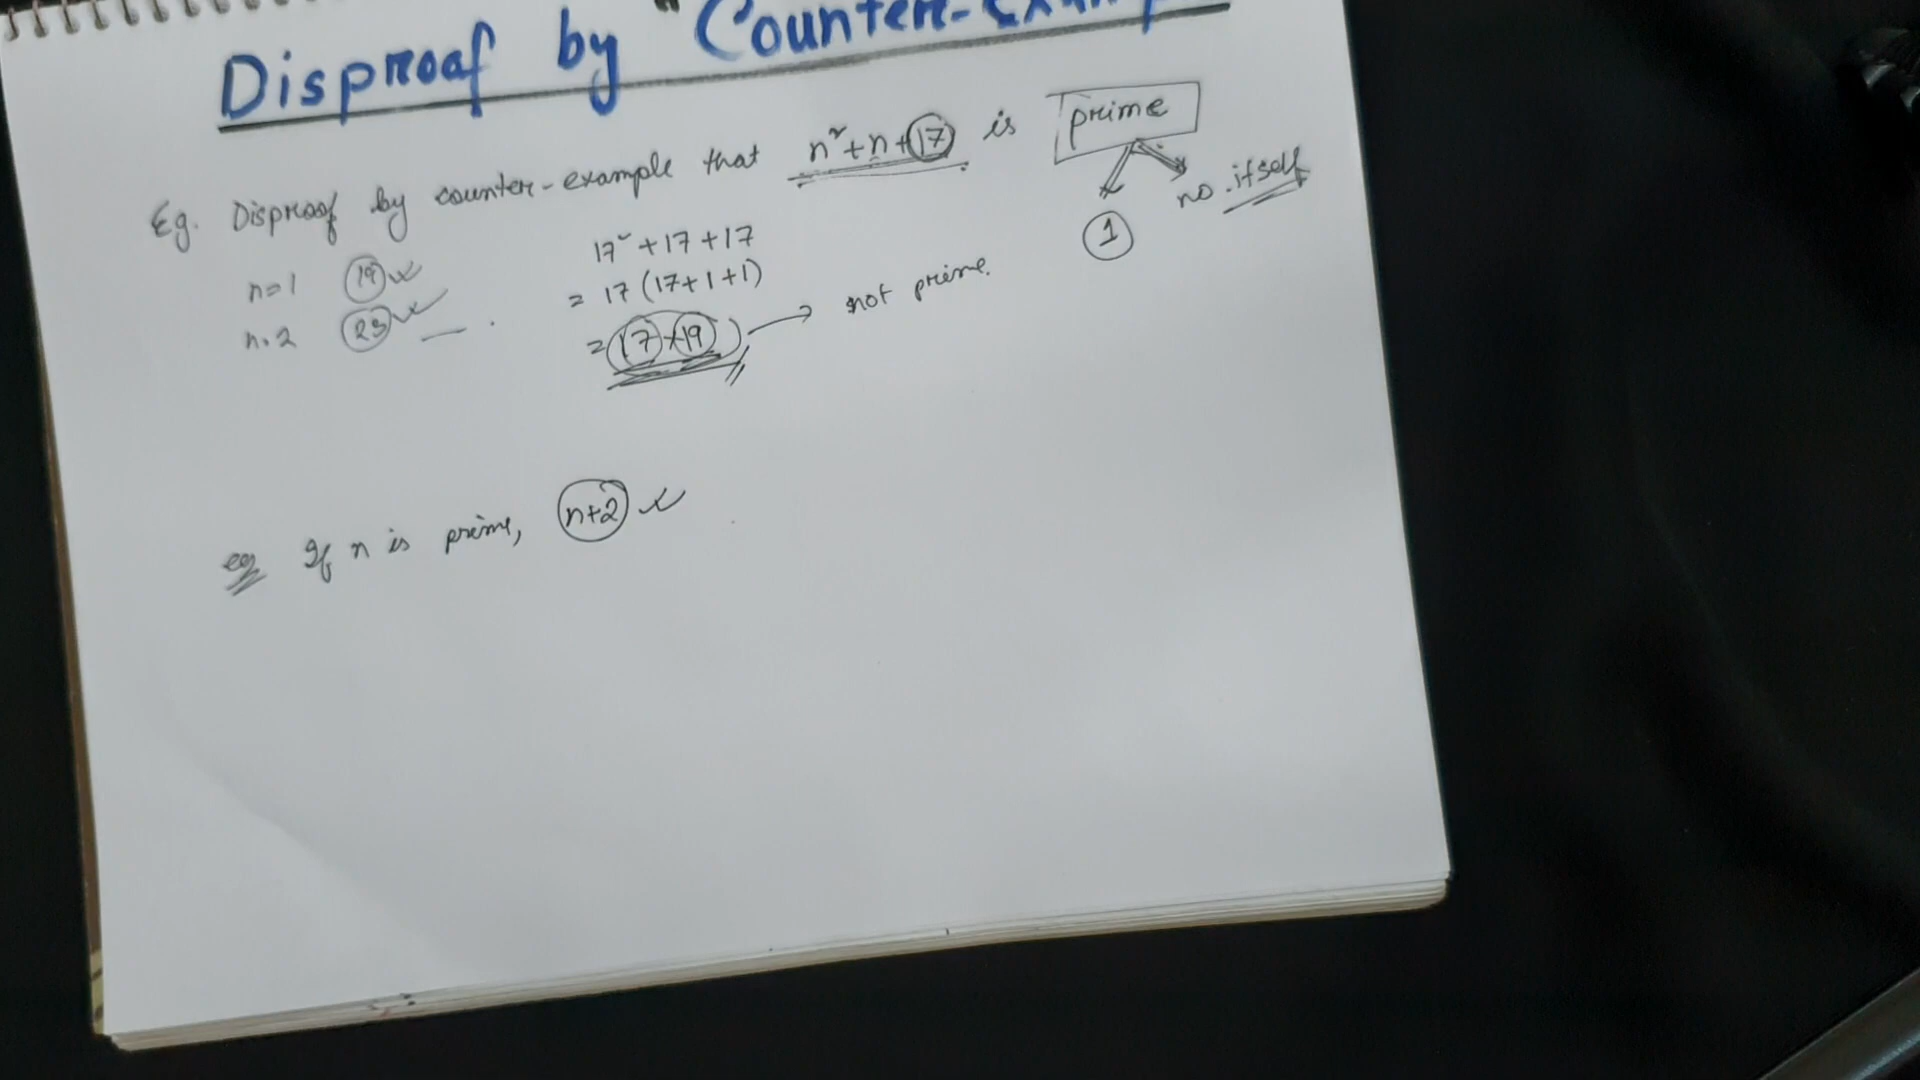 Disproof by "Counter-Examp
Eg. Disproof by counter-example that n²+n+17 is prime
1 no. itself
n=1 19 17²+17+17
n=2 23 = 17(17+1+1)
= (17×19) → not prime.
eg If n is prime, n+2